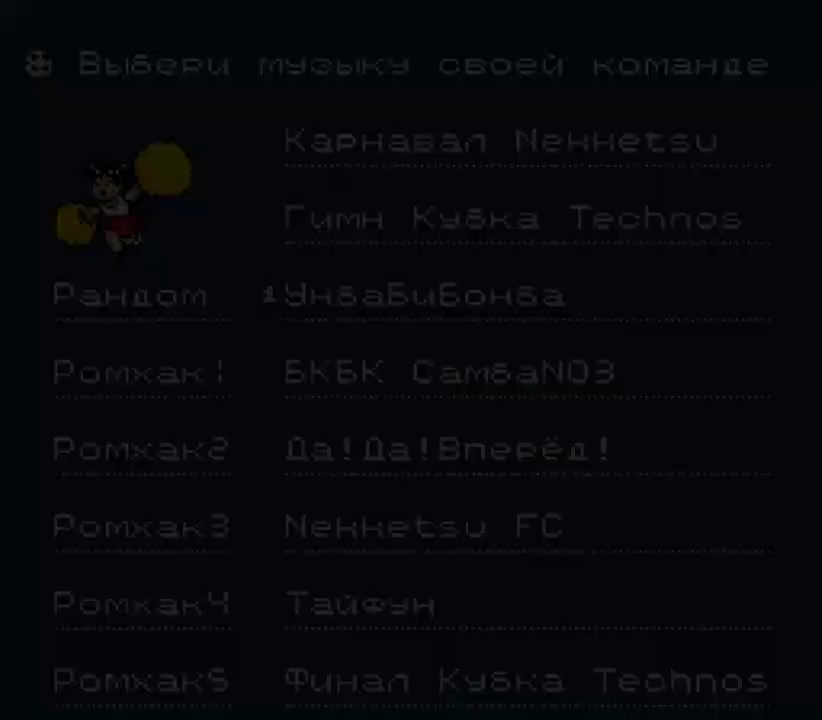 Выбери музыку своей команде
Карнавал Nekketsu
Гимн Кубка Technos
Рандом УнбаБиБонба
Ромхак1 БКБК СамбаNO3
Ромхак2 Да!Да!Вперёд!
Ромхак3 Nekketsu FC
Ромхак4 Тайфун
Ромхак5 Финал Кубка Technos